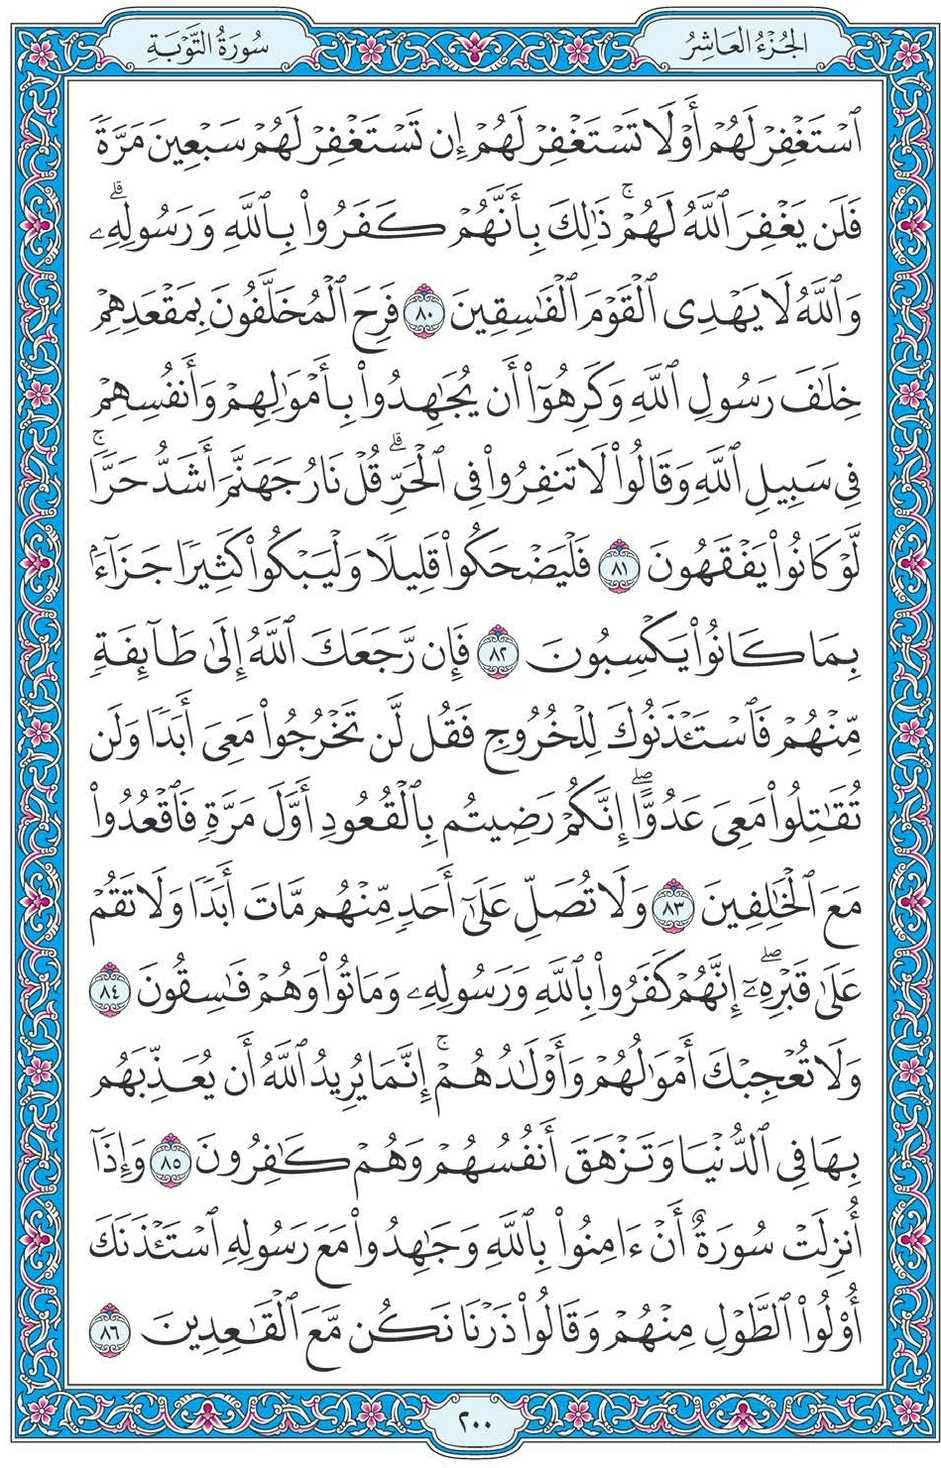 الجُزْءُ العَاشِرُ
سُورَةُ التَّوْبَةِ
ٱسْتَغْفِرْ لَهُمْ أَوْ لَا تَسْتَغْفِرْ لَهُمْ إِن تَسْتَغْفِرْ لَهُمْ سَبْعِينَ مَرَّةً
فَلَن يَغْفِرَ ٱللَّهُ لَهُمْۚ ذَٰلِكَ بِأَنَّهُمْ كَفَرُوا۟ بِٱللَّهِ وَرَسُولِهِۦۗ
وَٱللَّهُ لَا يَهْدِى ٱلْقَوْمَ ٱلْفَٰسِقِينَ ٨٠ فَرِحَ ٱلْمُخَلَّفُونَ بِمَقْعَدِهِمْ
خِلَٰفَ رَسُولِ ٱللَّهِ وَكَرِهُوٓا۟ أَن يُجَٰهِدُوا۟ بِأَمْوَٰلِهِمْ وَأَنفُسِهِمْ
فِى سَبِيلِ ٱللَّهِ وَقَالُوا۟ لَا تَنفِرُوا۟ فِى ٱلْحَرِّۗ قُلْ نَارُ جَهَنَّمَ أَشَدُّ حَرًّاۚ
لَّوْ كَانُوا۟ يَفْقَهُونَ ٨١ فَلْيَضْحَكُوا۟ قَلِيلًا وَلْيَبْكُوا۟ كَثِيرًا جَزَآءًۢ
بِمَا كَانُوا۟ يَكْسِبُونَ ٨٢ فَإِن رَّجَعَكَ ٱللَّهُ إِلَىٰ طَآئِفَةٍ
مِّنْهُمْ فَٱسْتَـْٔذَنُوكَ لِلْخُرُوجِ فَقُل لَّن تَخْرُجُوا۟ مَعِىَ أَبَدًا وَلَن
تُقَٰتِلُوا۟ مَعِىَ عَدُوًّاۖ إِنَّكُمْ رَضِيتُم بِٱلْقُعُودِ أَوَّلَ مَرَّةٍ فَٱقْعُدُوا۟
مَعَ ٱلْخَٰلِفِينَ ٨٣ وَلَا تُصَلِّ عَلَىٰٓ أَحَدٍ مِّنْهُم مَّاتَ أَبَدًا وَلَا تَقُمْ
عَلَىٰ قَبْرِهِۦٓۖ إِنَّهُمْ كَفَرُوا۟ بِٱللَّهِ وَرَسُولِهِۦ وَمَاتُوا۟ وَهُمْ فَٰسِقُونَ ٨٤
وَلَا تُعْجِبْكَ أَمْوَٰلُهُمْ وَأَوْلَٰدُهُمْۚ إِنَّمَا يُرِيدُ ٱللَّهُ أَن يُعَذِّبَهُم
بِهَا فِى ٱلدُّنْيَا وَتَزْهَقَ أَنفُسُهُمْ وَهُمْ كَٰفِرُونَ ٨٥ وَإِذَآ
أُنزِلَتْ سُورَةٌ أَنْ ءَامِنُوا۟ بِٱللَّهِ وَجَٰهِدُوا۟ مَعَ رَسُولِهِ ٱسْتَـْٔذَنَكَ
أُو۟لُوا۟ ٱلطَّوْلِ مِنْهُمْ وَقَالُوا۟ ذَرْنَا نَكُن مَّعَ ٱلْقَٰعِدِينَ ٨٦
٢٠٠